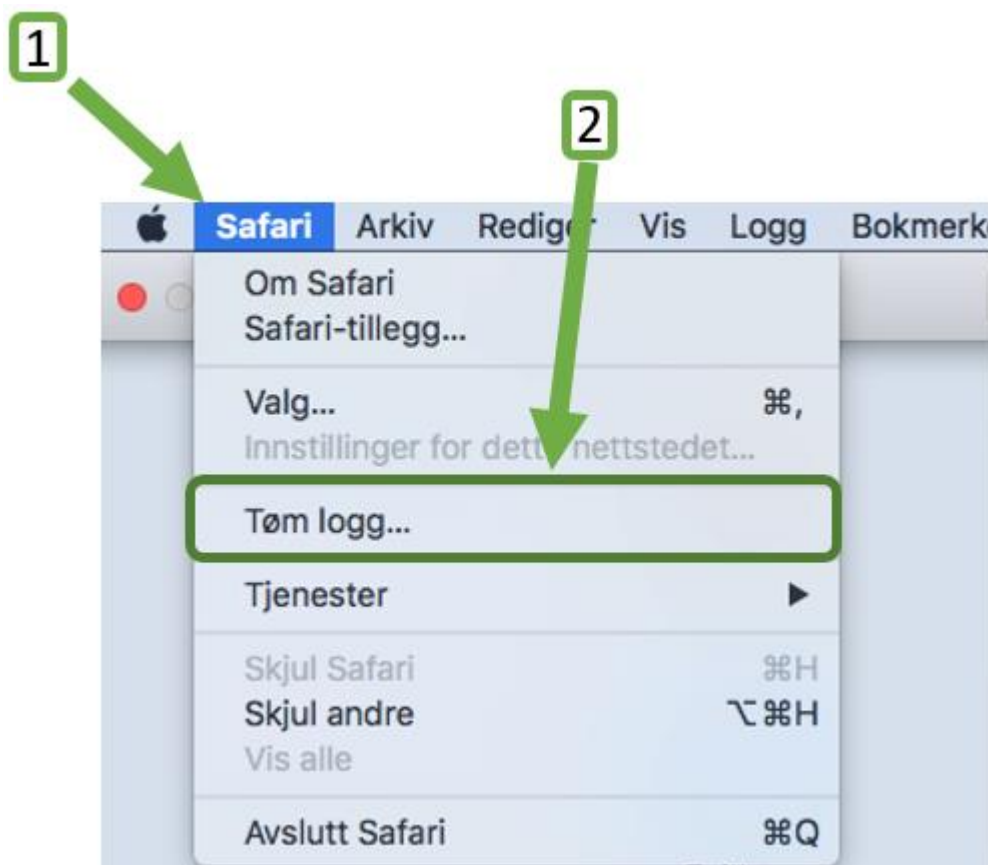 1
2
Safari Arkiv Rediger Vis Logg Bokmerke
Om Safari
Safari-tillegg...
Valg... ⌘,
Innstillinger for dette nettstedet...
Tøm logg...
Tjenester ▶
Skjul Safari ⌘H
Skjul andre ⌥⌘H
Vis alle
Avslutt Safari ⌘Q